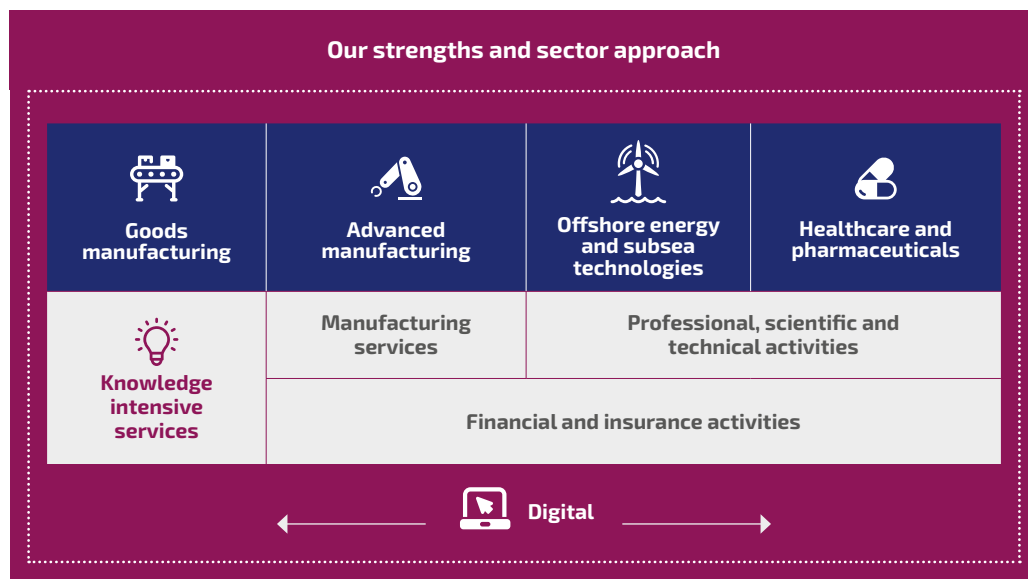 Our strengths and sector approach
Goods
manufacturing
Advanced
manufacturing
Offshore energy
and subsea
technologies
Healthcare and
pharmaceuticals
Knowledge
intensive
services
Manufacturing
services
Professional, scientific and
technical activities
Financial and insurance activities
Digital